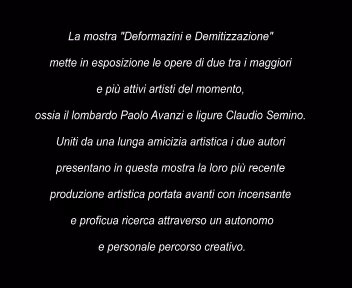 La mostra "Deformazini e Demitizzazione"
mette in esposizione le opere di due tra i maggiori
e più attivi artisti del momento,
ossia il lombardo Paolo Avanzi e ligure Claudio Semino.
Uniti da una lunga amicizia artistica i due autori
presentano in questa mostra la loro più recente
produzione artistica portata avanti con incensante
e proficua ricerca attraverso un autonomo
e personale percorso creativo.